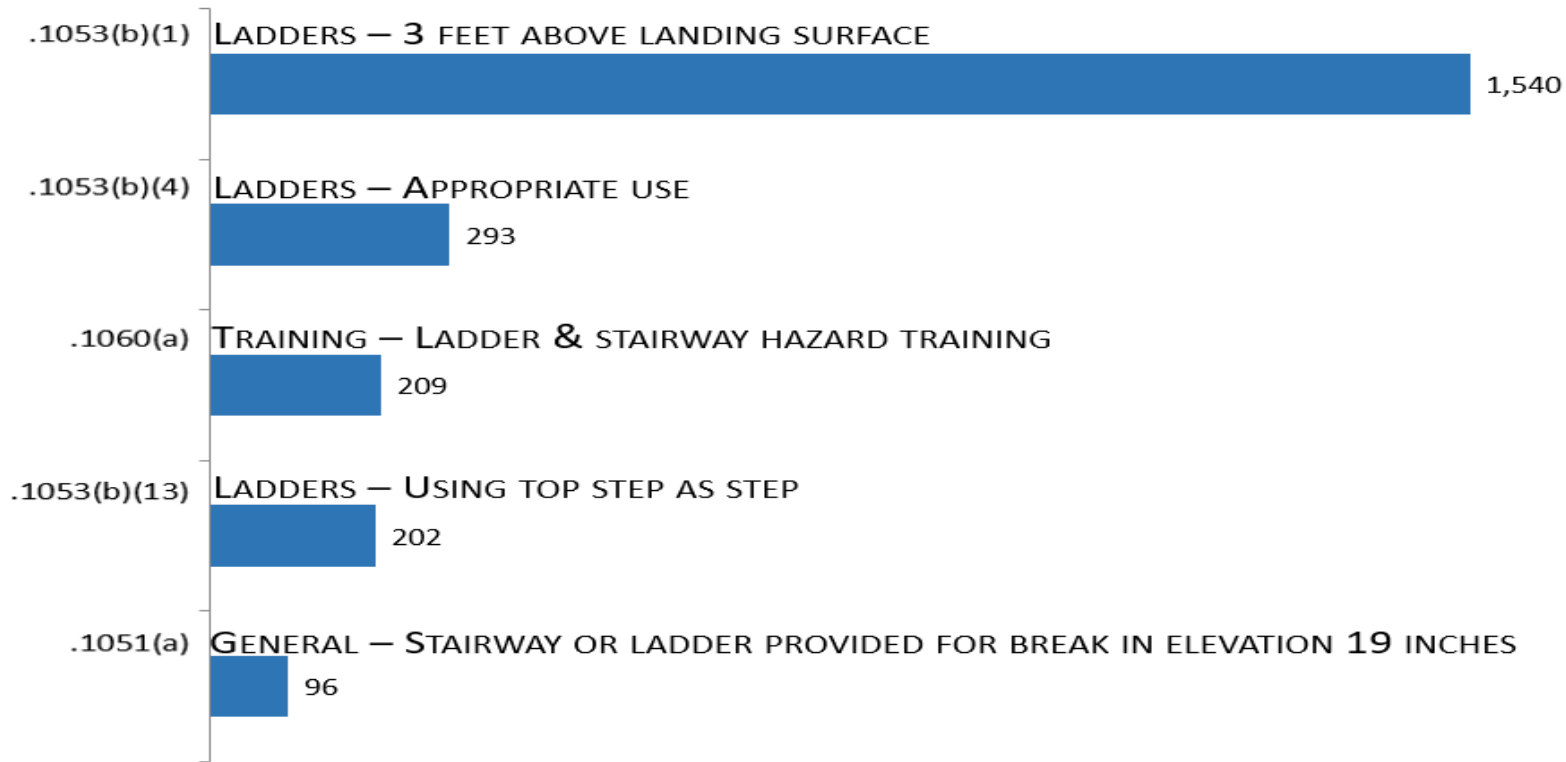 .1053(b)(1) LADDERS – 3 FEET ABOVE LANDING SURFACE
1,540
.1053(b)(4) LADDERS – APPROPRIATE USE
293
.1060(a) TRAINING – LADDER & STAIRWAY HAZARD TRAINING
209
.1053(b)(13) LADDERS – USING TOP STEP AS STEP
202
.1051(a) GENERAL – STAIRWAY OR LADDER PROVIDED FOR BREAK IN ELEVATION 19 INCHES
96